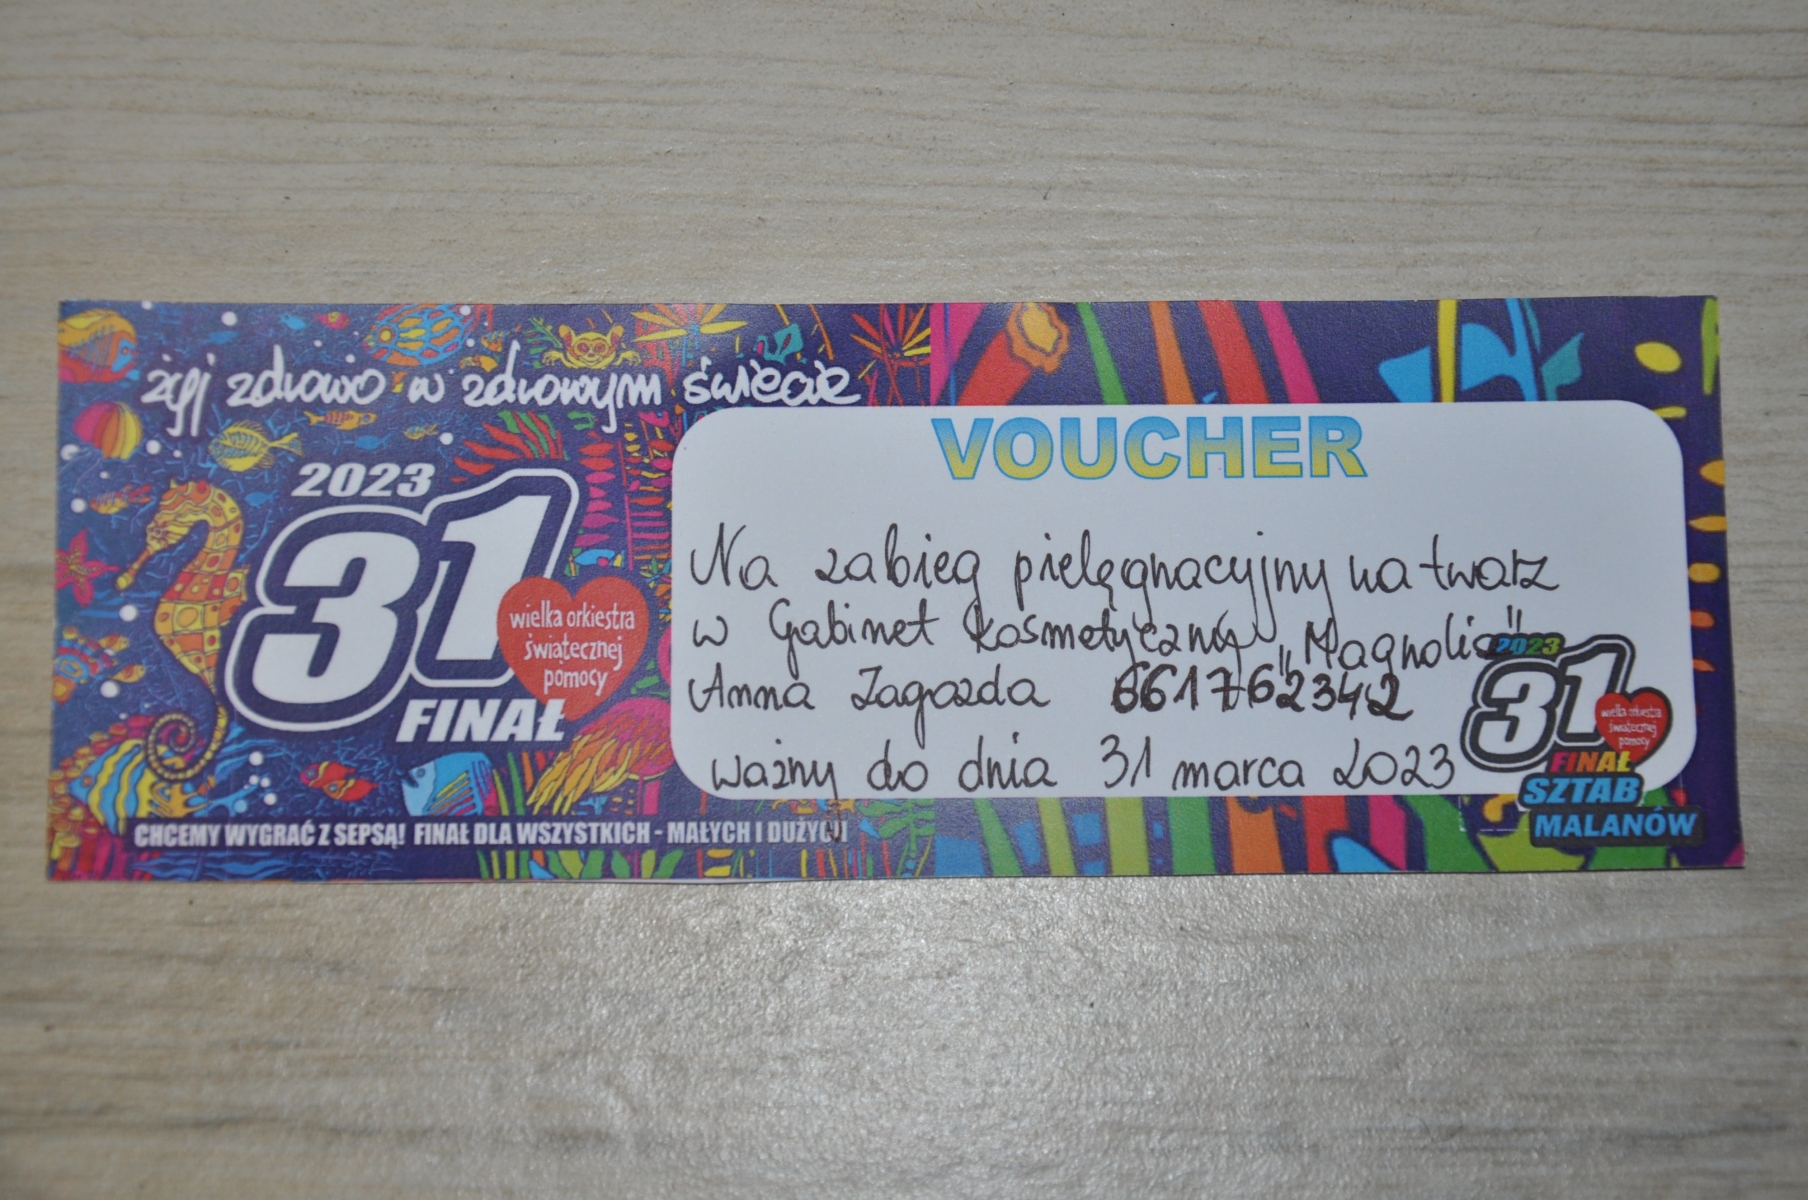 żyj zdrowo w zdrowym świecie
2023
31
FINAŁ
wielka orkiestra
świątecznej
pomocy
CHCEMY WYGRAĆ Z SEPSĄ! FINAŁ DLA WSZYSTKICH - MAŁYCH I DUŻYCH
VOUCHER
Na zabieg pielęgnacyjny na twarz
w Gabinet Kosmetyczny „Magnolia"
Anna Zagozda 661762342
ważny do dnia 31 marca 2023
2023
31
wielka orkiestra
świątecznej
pomocy
FINAŁ
SZTAB
MALANÓW